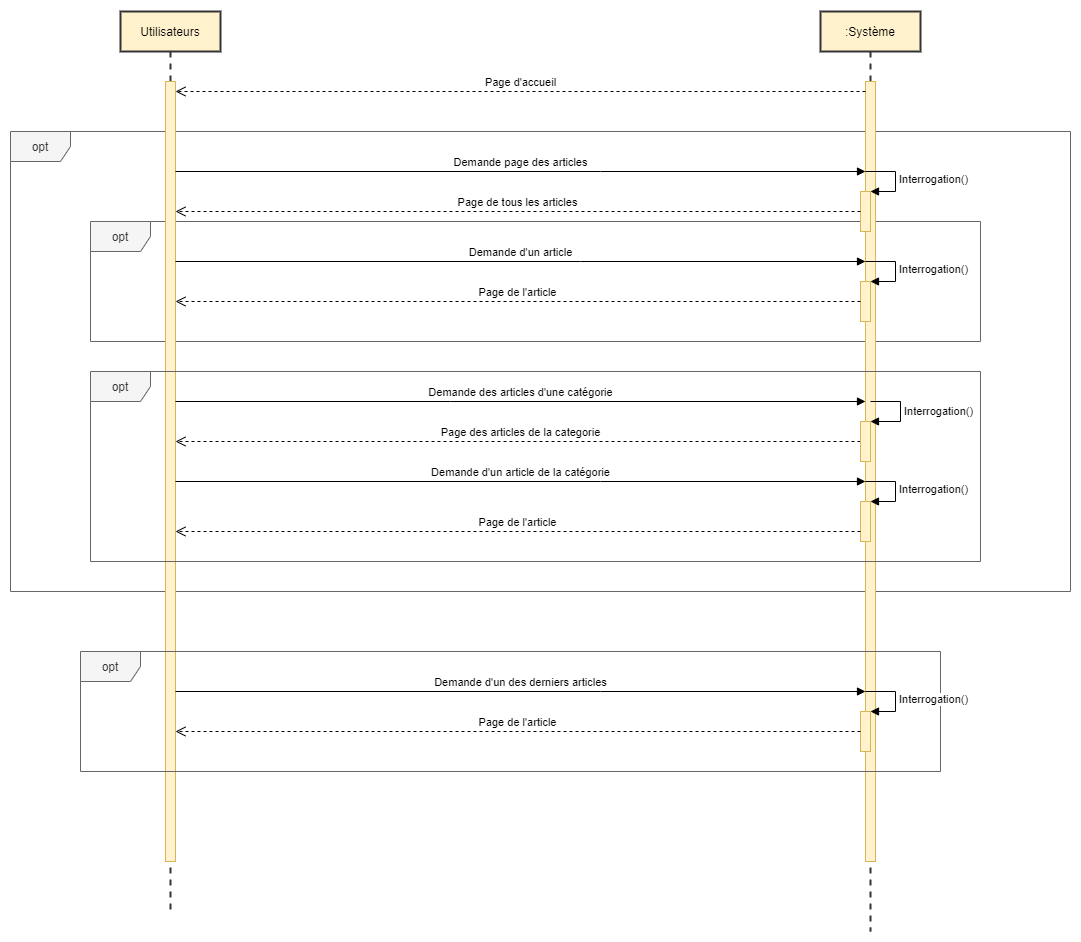 Utilisateurs
:Système
Page d'accueil
opt
Demande page des articles
Interrogation()
Page de tous les articles
opt
Demande d'un article
Interrogation()
Page de l'article
opt
Demande des articles d'une catégorie
Interrogation()
Page des articles de la categorie
Demande d'un article de la catégorie
Interrogation()
Page de l'article
opt
Demande d'un des derniers articles
Interrogation()
Page de l'article